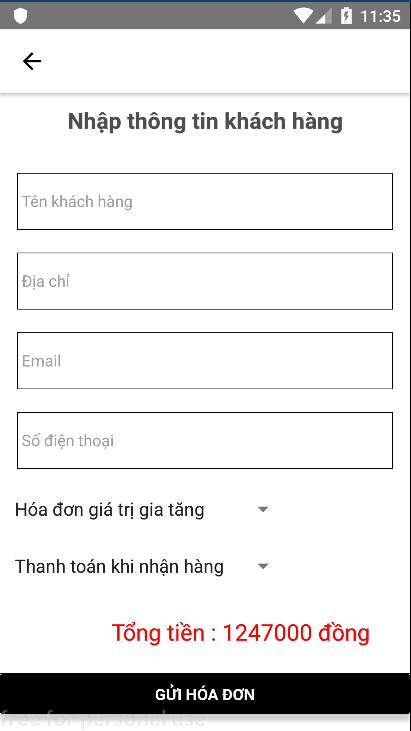 11:35
Nhập thông tin khách hàng
Tên khách hàng
Địa chỉ
Email
Số điện thoại
Hóa đơn giá trị gia tăng
Thanh toán khi nhận hàng
Tổng tiền : 1247000 đồng
GỬI HÓA ĐƠN
free for personal use